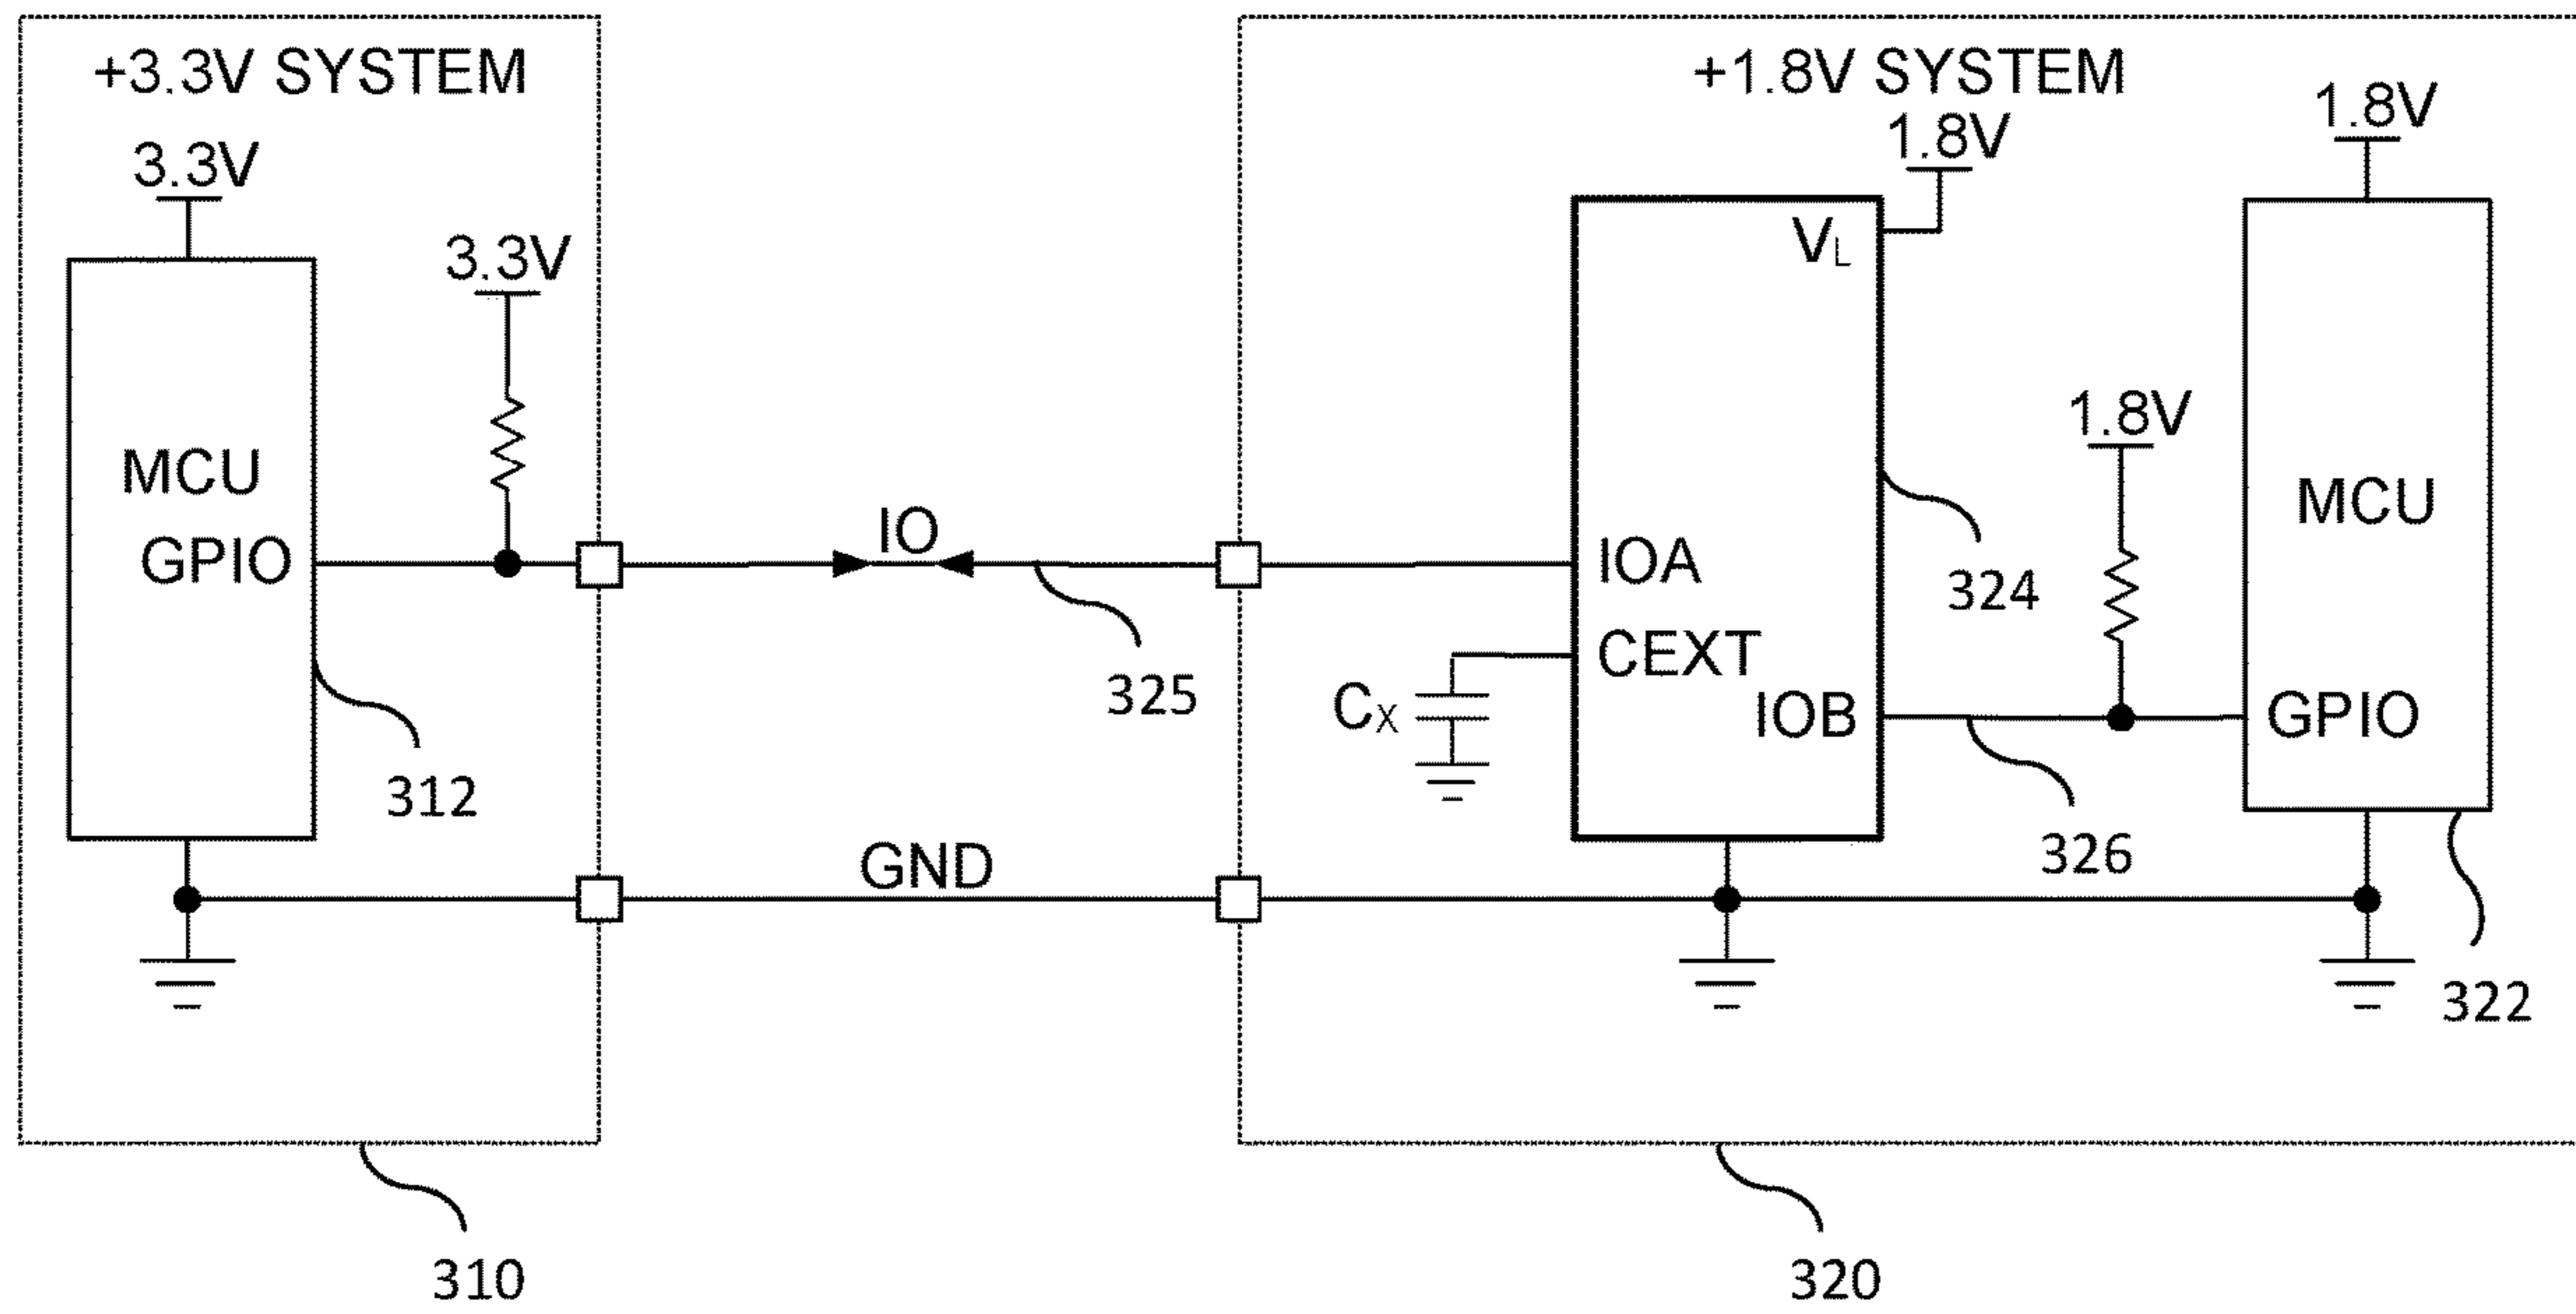 +3.3V SYSTEM
3.3V
3.3V
MCU
GPIO
312
310
IO
325
GND
+1.8V SYSTEM
1.8V
VL
IOA
CEXT
CX
IOB
324
1.8V
326
1.8V
MCU
GPIO
322
320